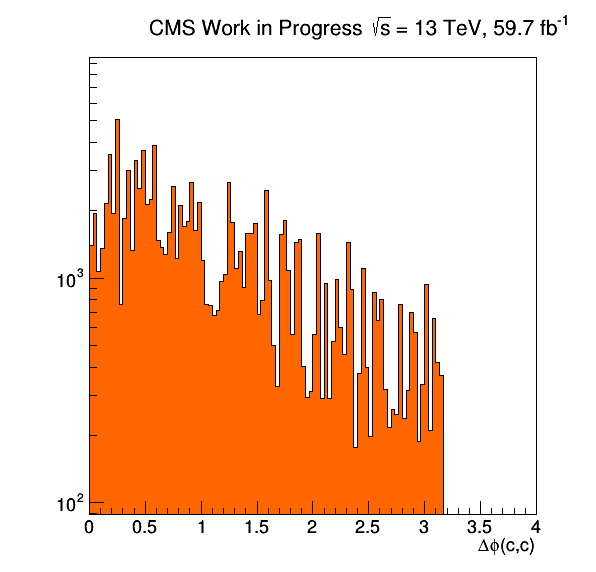 CMS Work in Progress √s = 13 TeV, 59.7 fb⁻¹
10³
10²
0 0.5 1 1.5 2 2.5 3 3.5 4
Δϕ(c,c)